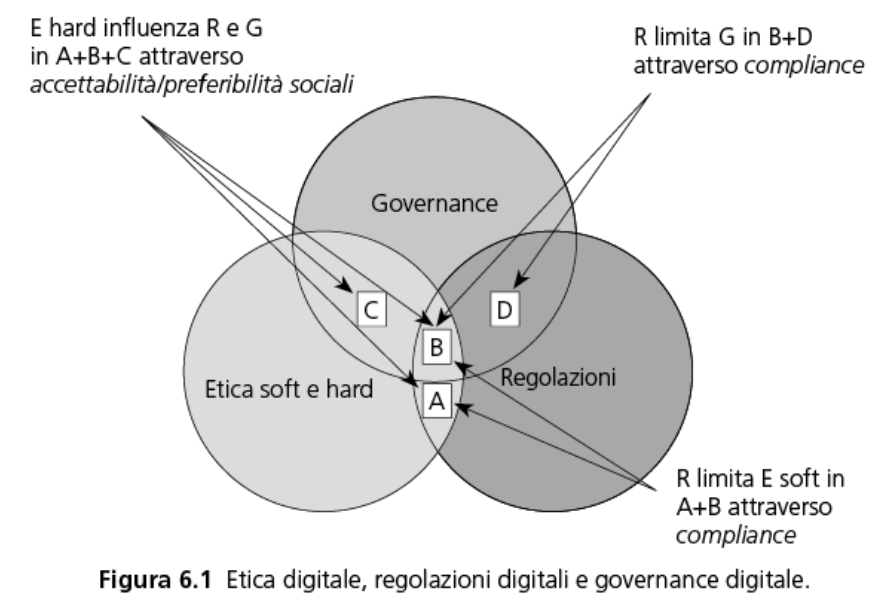 E hard influenza R e G
in A+B+C attraverso
accettabilità/preferibilità sociali
R limita G in B+D
attraverso compliance
Governance
C
D
B
Etica soft e hard
Regolazioni
A
R limita E soft in
A+B attraverso
compliance
Figura 6.1 Etica digitale, regolazioni digitali e governance digitale.